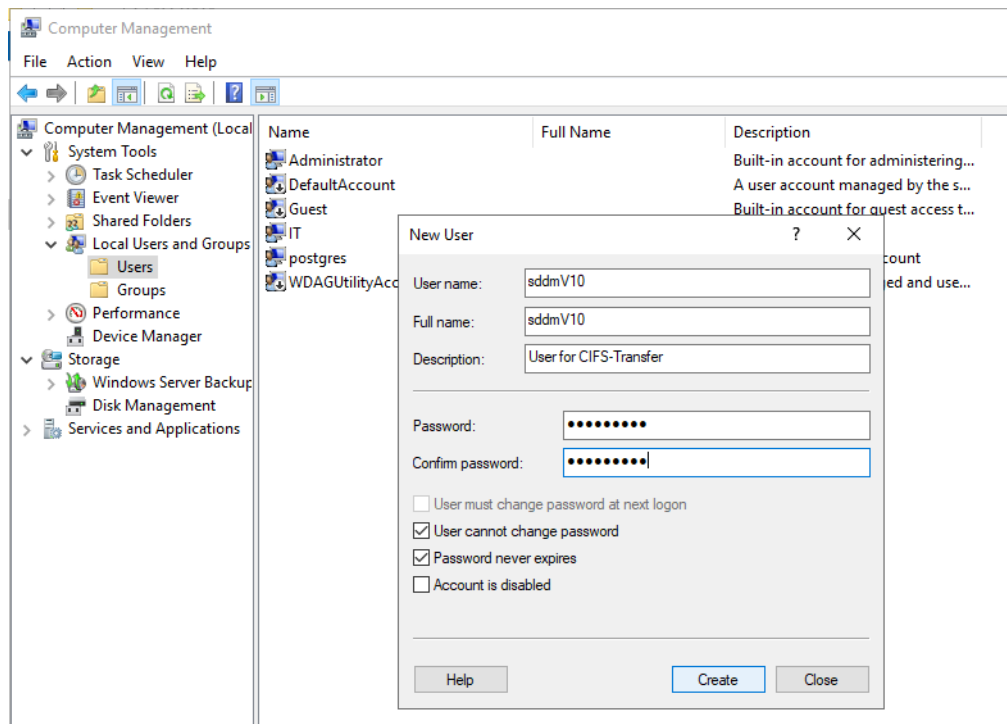 Computer Management
File Action View Help
Computer Management (Local
System Tools
Task Scheduler
Event Viewer
Shared Folders
Local Users and Groups
Users
Groups
Performance
Device Manager
Storage
Windows Server Backup
Disk Management
Services and Applications
Name Full Name Description
Administrator Built-in account for administering...
DefaultAccount A user account managed by the s...
Guest Built-in account for guest access t...
IT
postgres count
WDAGUtilityAcc ed and use...
New User
User name: sddmV10
Full name: sddmV10
Description: User for CIFS-Transfer
Password: •••••••••
Confirm password: •••••••••
User must change password at next logon
User cannot change password
Password never expires
Account is disabled
Help Create Close